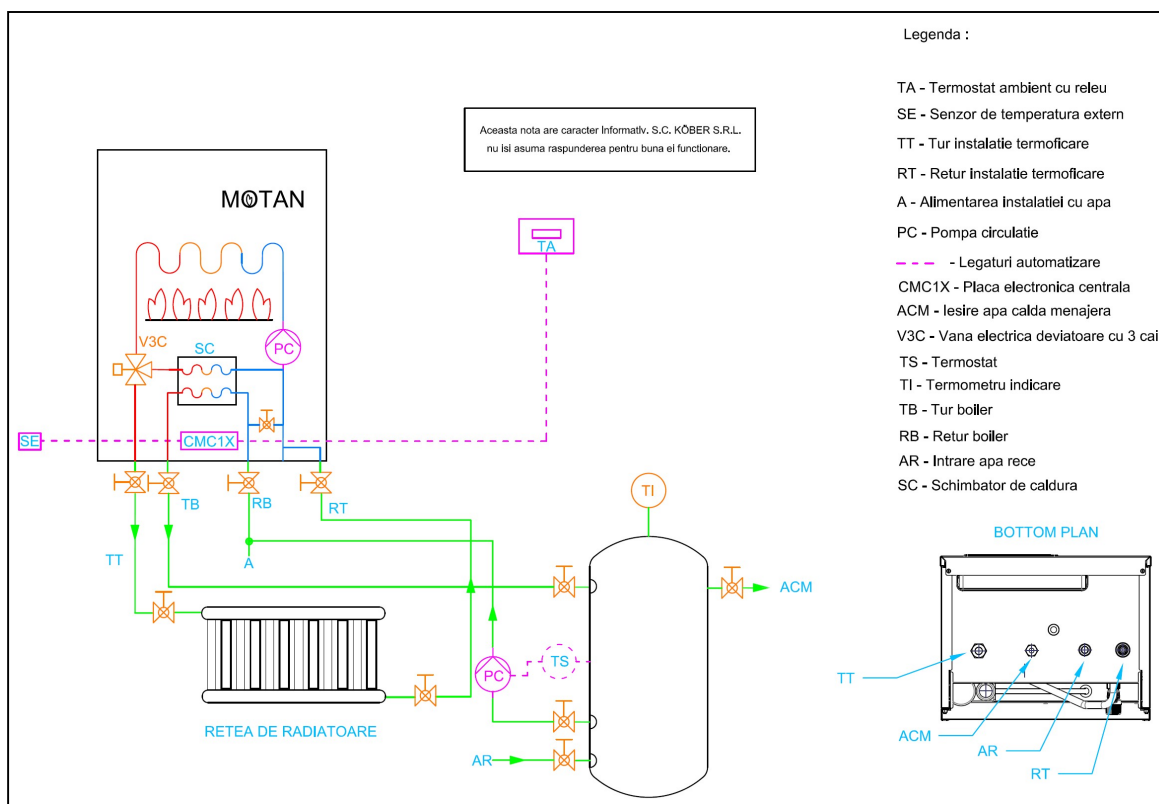 Legenda :
TA - Termostat ambient cu releu
SE - Senzor de temperatura extern
TT - Tur instalatie termoficare
RT - Retur instalatie termoficare
A - Alimentarea instalatiei cu apa
PC - Pompa circulatie
- Legaturi automatizare
CMC1X - Placa electronica centrala
ACM - Iesire apa calda menajera
V3C - Vana electrica deviatoare cu 3 cai
TS - Termostat
TI - Termometru indicare
TB - Tur boiler
RB - Retur boiler
AR - Intrare apa rece
SC - Schimbator de caldura
Aceasta nota are caracter Informativ. S.C. KÖBER S.R.L.
nu isi asuma raspunderea pentru buna ei functionare.
MOTAN
TA
V3C
SC
PC
SE
CMC1X
TB
RB
RT
TI
TT
A
ACM
PC
TS
RETEA DE RADIATOARE
AR
BOTTOM PLAN
TT
ACM
AR
RT